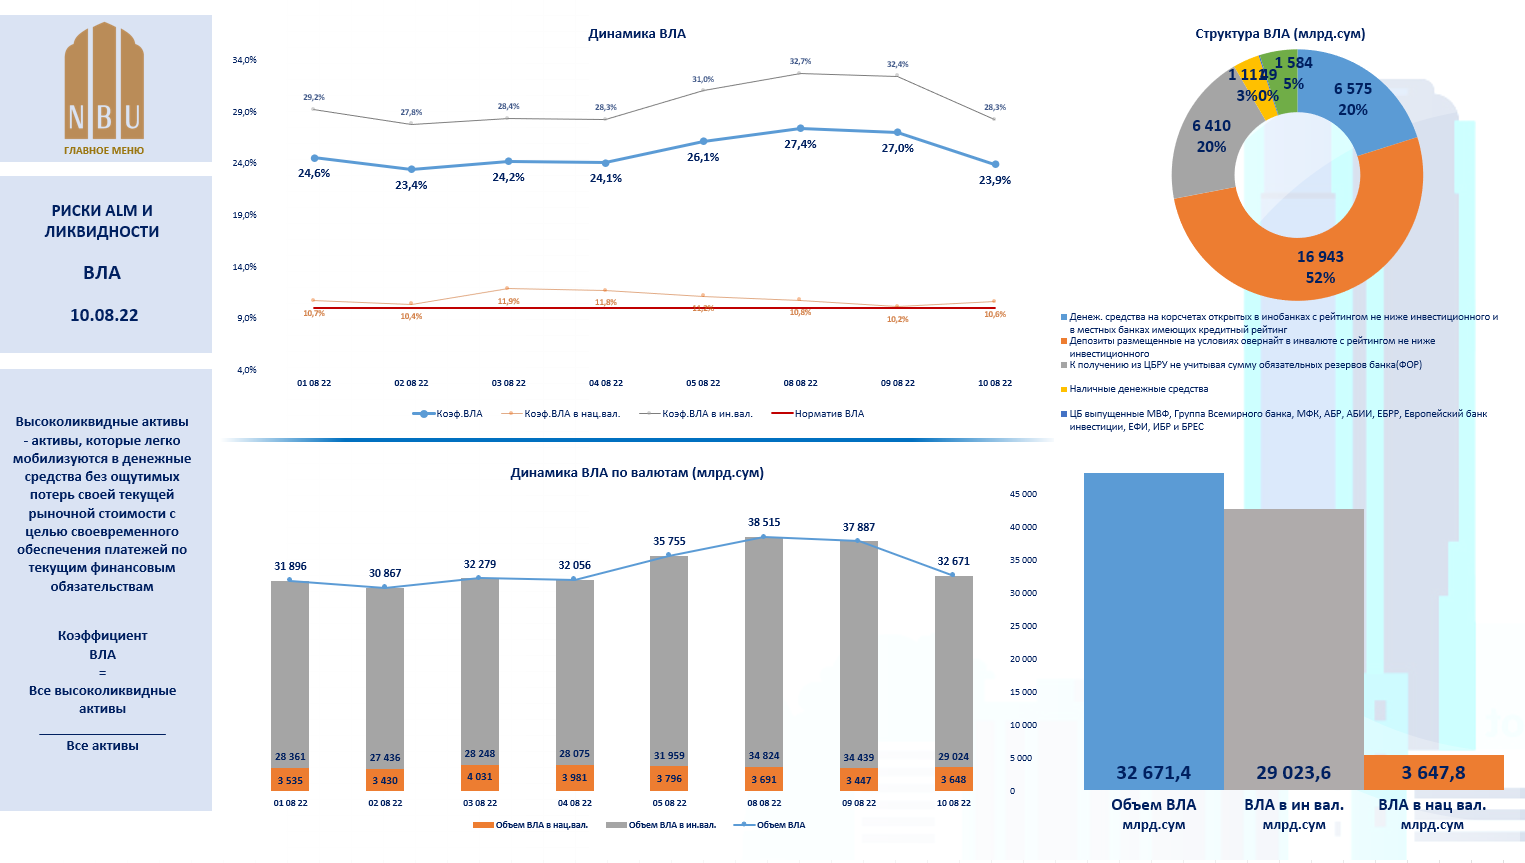 NBU
ГЛАВНОЕ МЕНЮ
РИСКИ ALM И
ЛИКВИДНОСТИ
ВЛА
10.08.22
Высоколиквидные активы
- активы, которые легко
мобилизуются в денежные
средства без ощутимых
потерь своей текущей
рыночной стоимости с
целью своевременного
обеспечения платежей по
текущим финансовым
обязательствам
Коэффициент
ВЛА
=
Все высоколиквидные
активы
Все активы
Динамика ВЛА
34,0%
29,0%
24,0%
19,0%
14,0%
9,0%
4,0%
29,2%
27,8%
28,4%
28,3%
31,0%
32,7%
32,4%
28,3%
24,6%
23,4%
24,2%
24,1%
26,1%
27,4%
27,0%
23,9%
10,7%
10,4%
11,9%
11,8%
11,2%
10,8%
10,2%
10,6%
01 08 22
02 08 22
03 08 22
04 08 22
05 08 22
08 08 22
09 08 22
10 08 22
Коэф.ВЛА
Коэф.ВЛА в нац.вал.
Коэф.ВЛА в ин.вал.
Норматив ВЛА
Динамика ВЛА по валютам (млрд.сум)
45 000
40 000
35 000
30 000
25 000
20 000
15 000
10 000
5 000
0
31 896
30 867
32 279
32 056
35 755
38 515
37 887
32 671
28 361
27 436
28 248
28 075
31 959
34 824
34 439
29 024
3 535
3 430
4 031
3 981
3 796
3 691
3 447
3 648
01 08 22
02 08 22
03 08 22
04 08 22
05 08 22
08 08 22
09 08 22
10 08 22
Объем ВЛА в нац.вал.
Объем ВЛА в ин.вал.
Объем ВЛА
Структура ВЛА (млрд.сум)
1 584
5%
6 575
20%
3%
49
0%
6 410
20%
16 943
52%
Денеж. средства на корсчетах открытых в инобанках с рейтингом не ниже инвестиционного и
в местных банках имеющих кредитный рейтинг
Депозиты размещенные на условиях овернайт в инвалюте с рейтингом не ниже
инвестиционного
К получению из ЦБРУ не учитывая сумму обязательных резервов банка(ФОР)
Наличные денежные средства
ЦБ выпущенные МВФ, Группа Всемирного банка, МФК, АБР, АБИИ, ЕБРР, Европейский банк
инвестиции, ЕФИ, ИБР и БРЕС
32 671,4
29 023,6
3 647,8
Объем ВЛА
млрд.сум
ВЛА в ин вал.
млрд.сум
ВЛА в нац вал.
млрд.сум